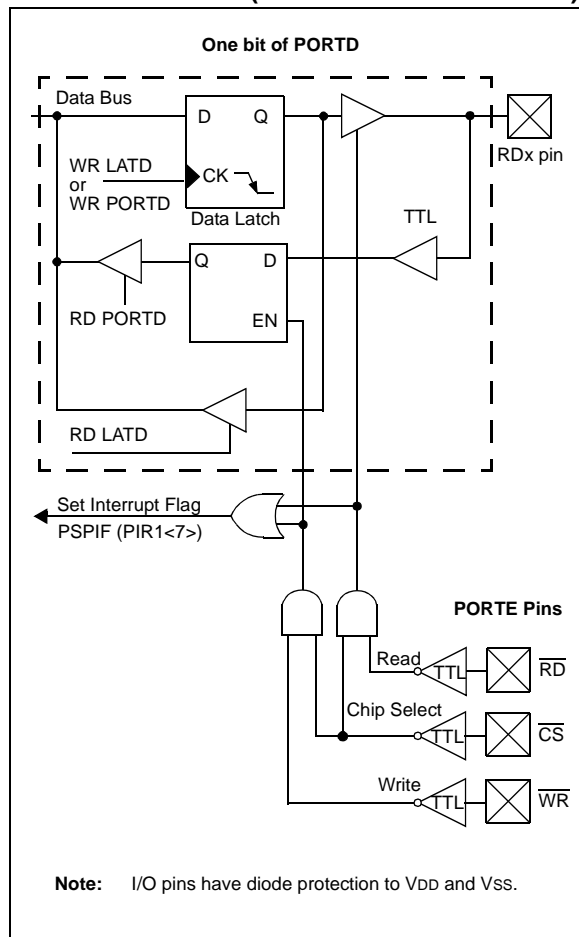 One bit of PORTD
Data Bus
D Q
RDx pin
WR LATD
or
WR PORTD
CK
Data Latch
TTL
Q D
EN
RD PORTD
RD LATD
Set Interrupt Flag
PSPIF (PIR1<7>)
PORTE Pins
Read
TTL
RD
Chip Select
TTL
CS
Write
TTL
WR
Note: I/O pins have diode protection to VDD and VSS.